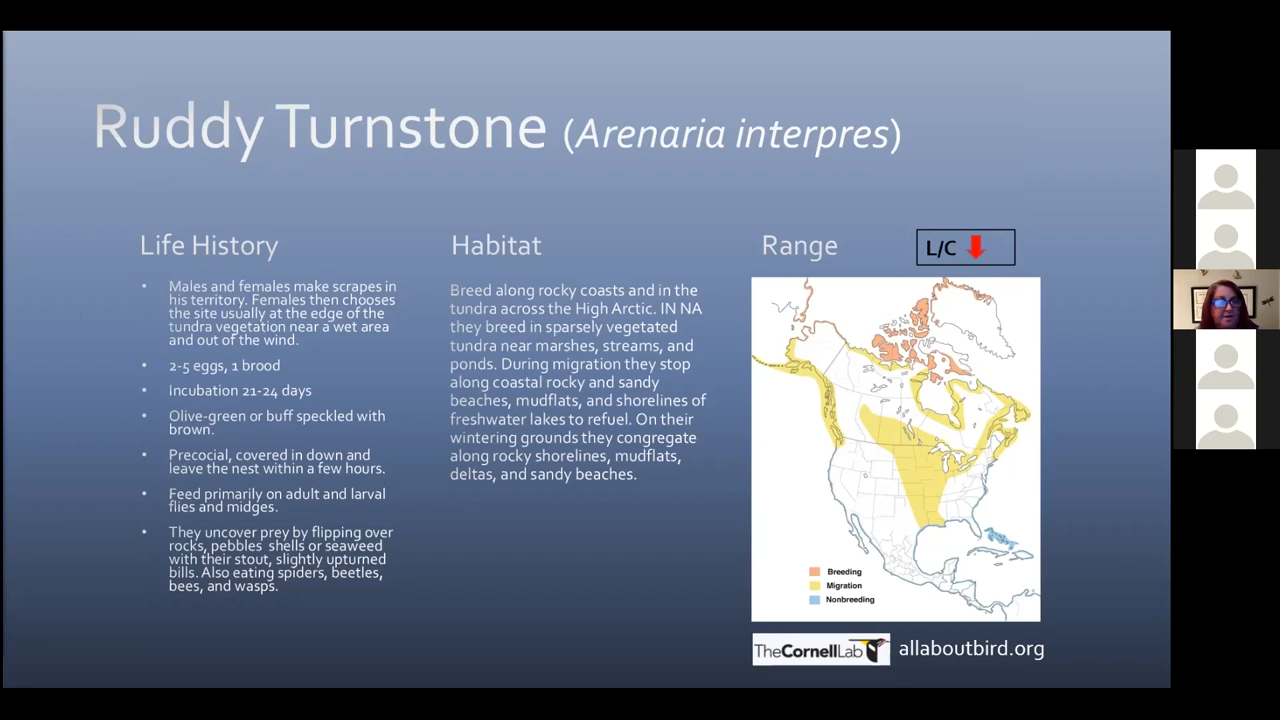 Ruddy Turnstone (Arenaria interpres)
Life History
• Males and females make scrapes in
his territory. Females then chooses
the site usually at the edge of the
tundra vegetation near a wet area
and out of the wind.
• 2-5 eggs, 1 brood
• Incubation 21-24 days
• Olive-green or buff speckled with
brown.
• Precocial, covered in down and
leave the nest within a few hours.
• Feed primarily on adult and larval
flies and midges.
• They uncover prey by flipping over
rocks, pebbles shells or seaweed
with their stout, slightly upturned
bills. Also eating spiders, beetles,
bees, and wasps.
Habitat
Breed along rocky coasts and in the
tundra across the High Arctic. IN NA
they breed in sparsely vegetated
tundra near marshes, streams, and
ponds. During migration they stop
along coastal rocky and sandy
beaches, mudflats, and shorelines of
freshwater lakes to refuel. On their
wintering grounds they congregate
along rocky shorelines, mudflats,
deltas, and sandy beaches.
Range
L/C
Breeding
Migration
Nonbreeding
TheCornellLab
allaboutbird.org